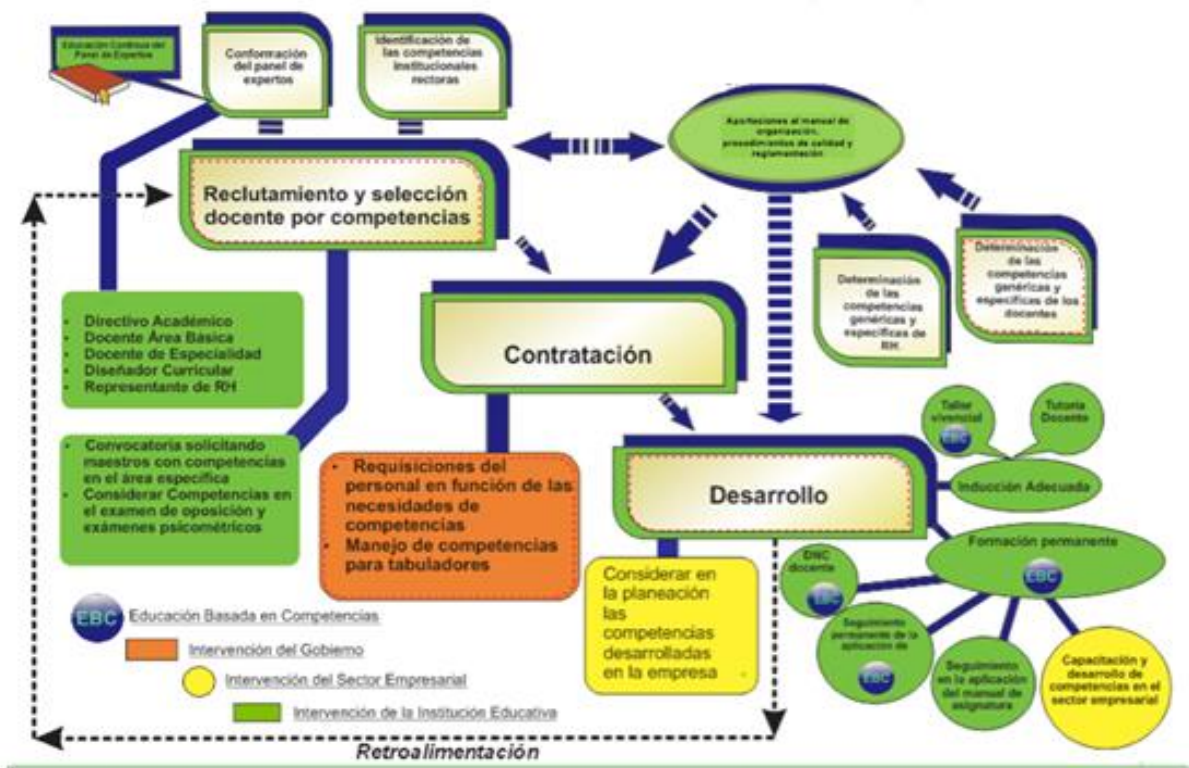 Educación Continua del
Panel de Expertos
Conformación
del panel de
expertos
Identificación de
las competencias
Institucionales
rectoras
Aportaciones al manual de
organización,
procedimientos de calidad y
reglamentación
Reclutamiento y selección
docente por competencias
Determinación
de las
competencias
genéricas y
específicas de
RH.
Determinación
de las
competencias
genéricas y
específicas de los
docentes
• Directivo Académico
• Docente Área Básica
• Docente de Especialidad
• Diseñador Curricular
• Representante de RH
Contratación
• Convocatoria solicitando
maestros con competencias
en el área específica
• Considerar Competencias en
el examen de oposición y
exámenes psicométricos
• Requisiciones del
personal en función de las
necesidades de
competencias
• Manejo de competencias
para tabuladores
Desarrollo
Taller
vivencial
EBC
Tutoría
Docente
Inducción Adecuada
Formación permanente
EBC
DNC
docente
EBC
Seguimiento
permanente de la
aplicación de
EBC
Seguimiento
en la aplicación
del manual de
asignatura
Capacitación y
desarrollo de
competencias en el
sector empresarial
Considerar en
la planeación
las
competencias
desarrolladas
en la empresa .
EBC Educación Basada en Competencias
Intervención del Gobierno
Intervención del Sector Empresarial
Intervención de la Institución Educativa
Retroalimentación